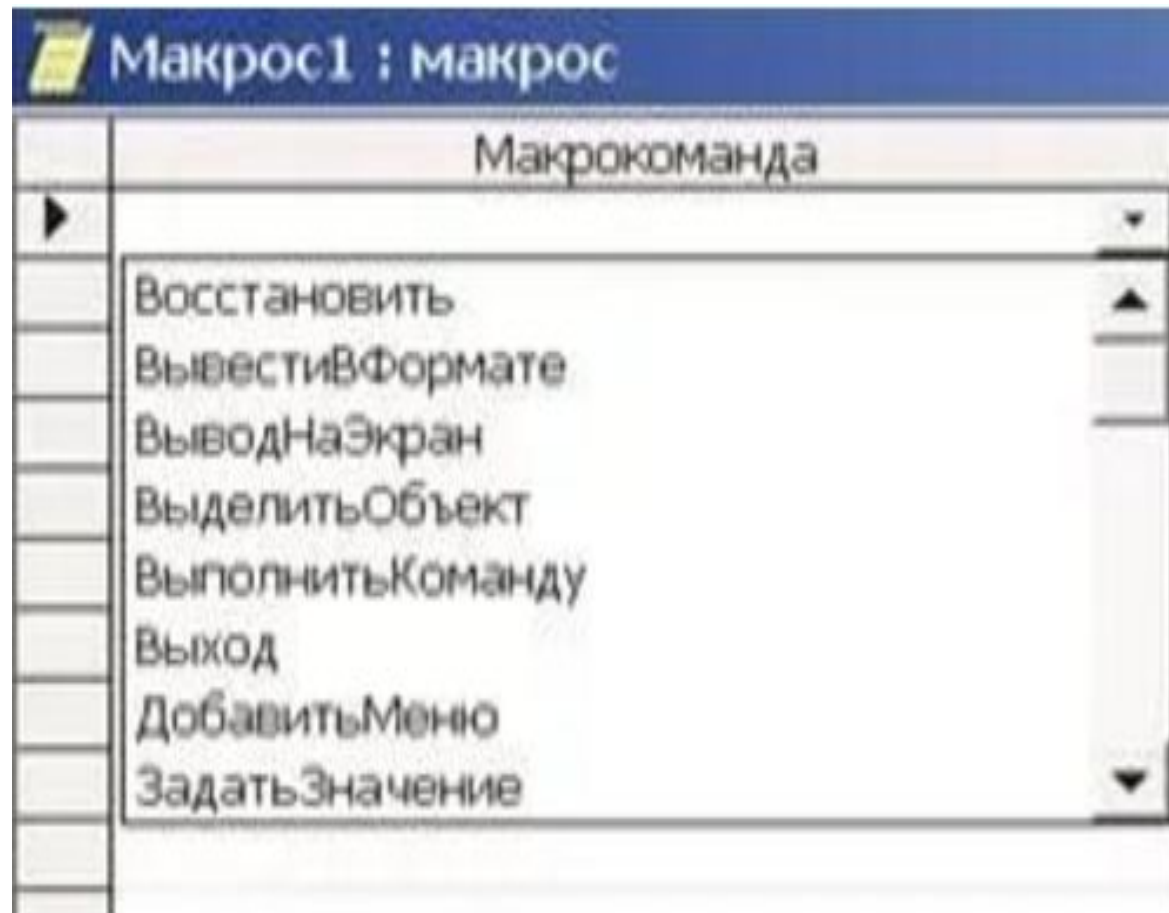 Макрос1 : макрос
Макрокоманда
Восстановить
ВывестиВФормате
ВыводНаЭкран
ВыделитьОбъект
ВыполнитьКоманду
Выход
ДобавитьМеню
ЗадатьЗначение